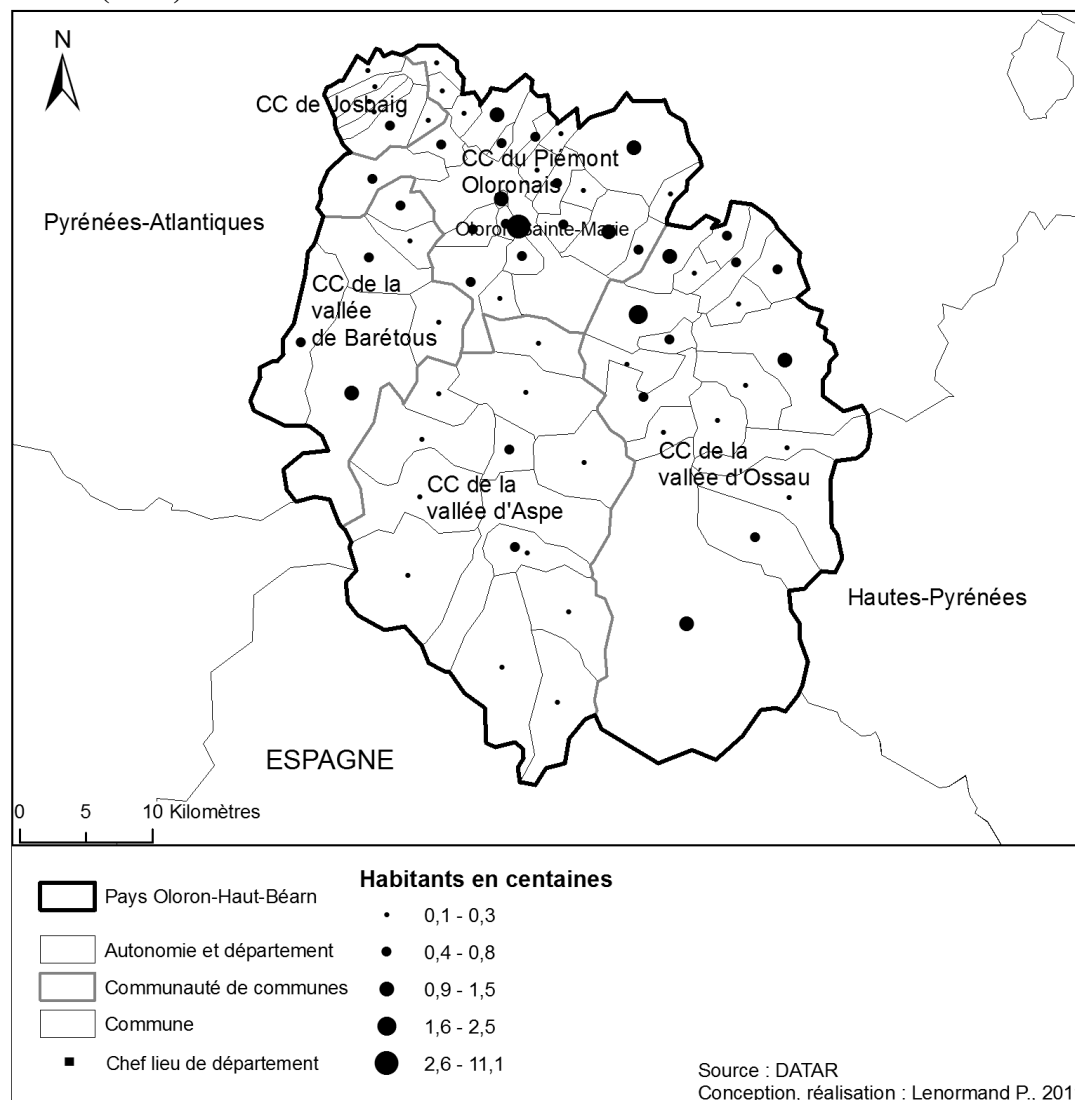 N
CC de Josbaig
CC du Piémont
Oloronais
Pyrénées-Atlantiques
Oloron-Sainte-Marie
CC de la
vallée
de Barétous
CC de la
vallée d'Ossau
CC de la
vallée d'Aspe
Hautes-Pyrénées
ESPAGNE
0 5 10 Kilomètres
Habitants en centaines
Pays Oloron-Haut-Béarn
0,1 - 0,3
Autonomie et département
0,4 - 0,8
Communauté de communes
0,9 - 1,5
Commune
1,6 - 2,5
Chef lieu de département
2,6 - 11,1
Source : DATAR
Conception, réalisation : Lenormand P., 201